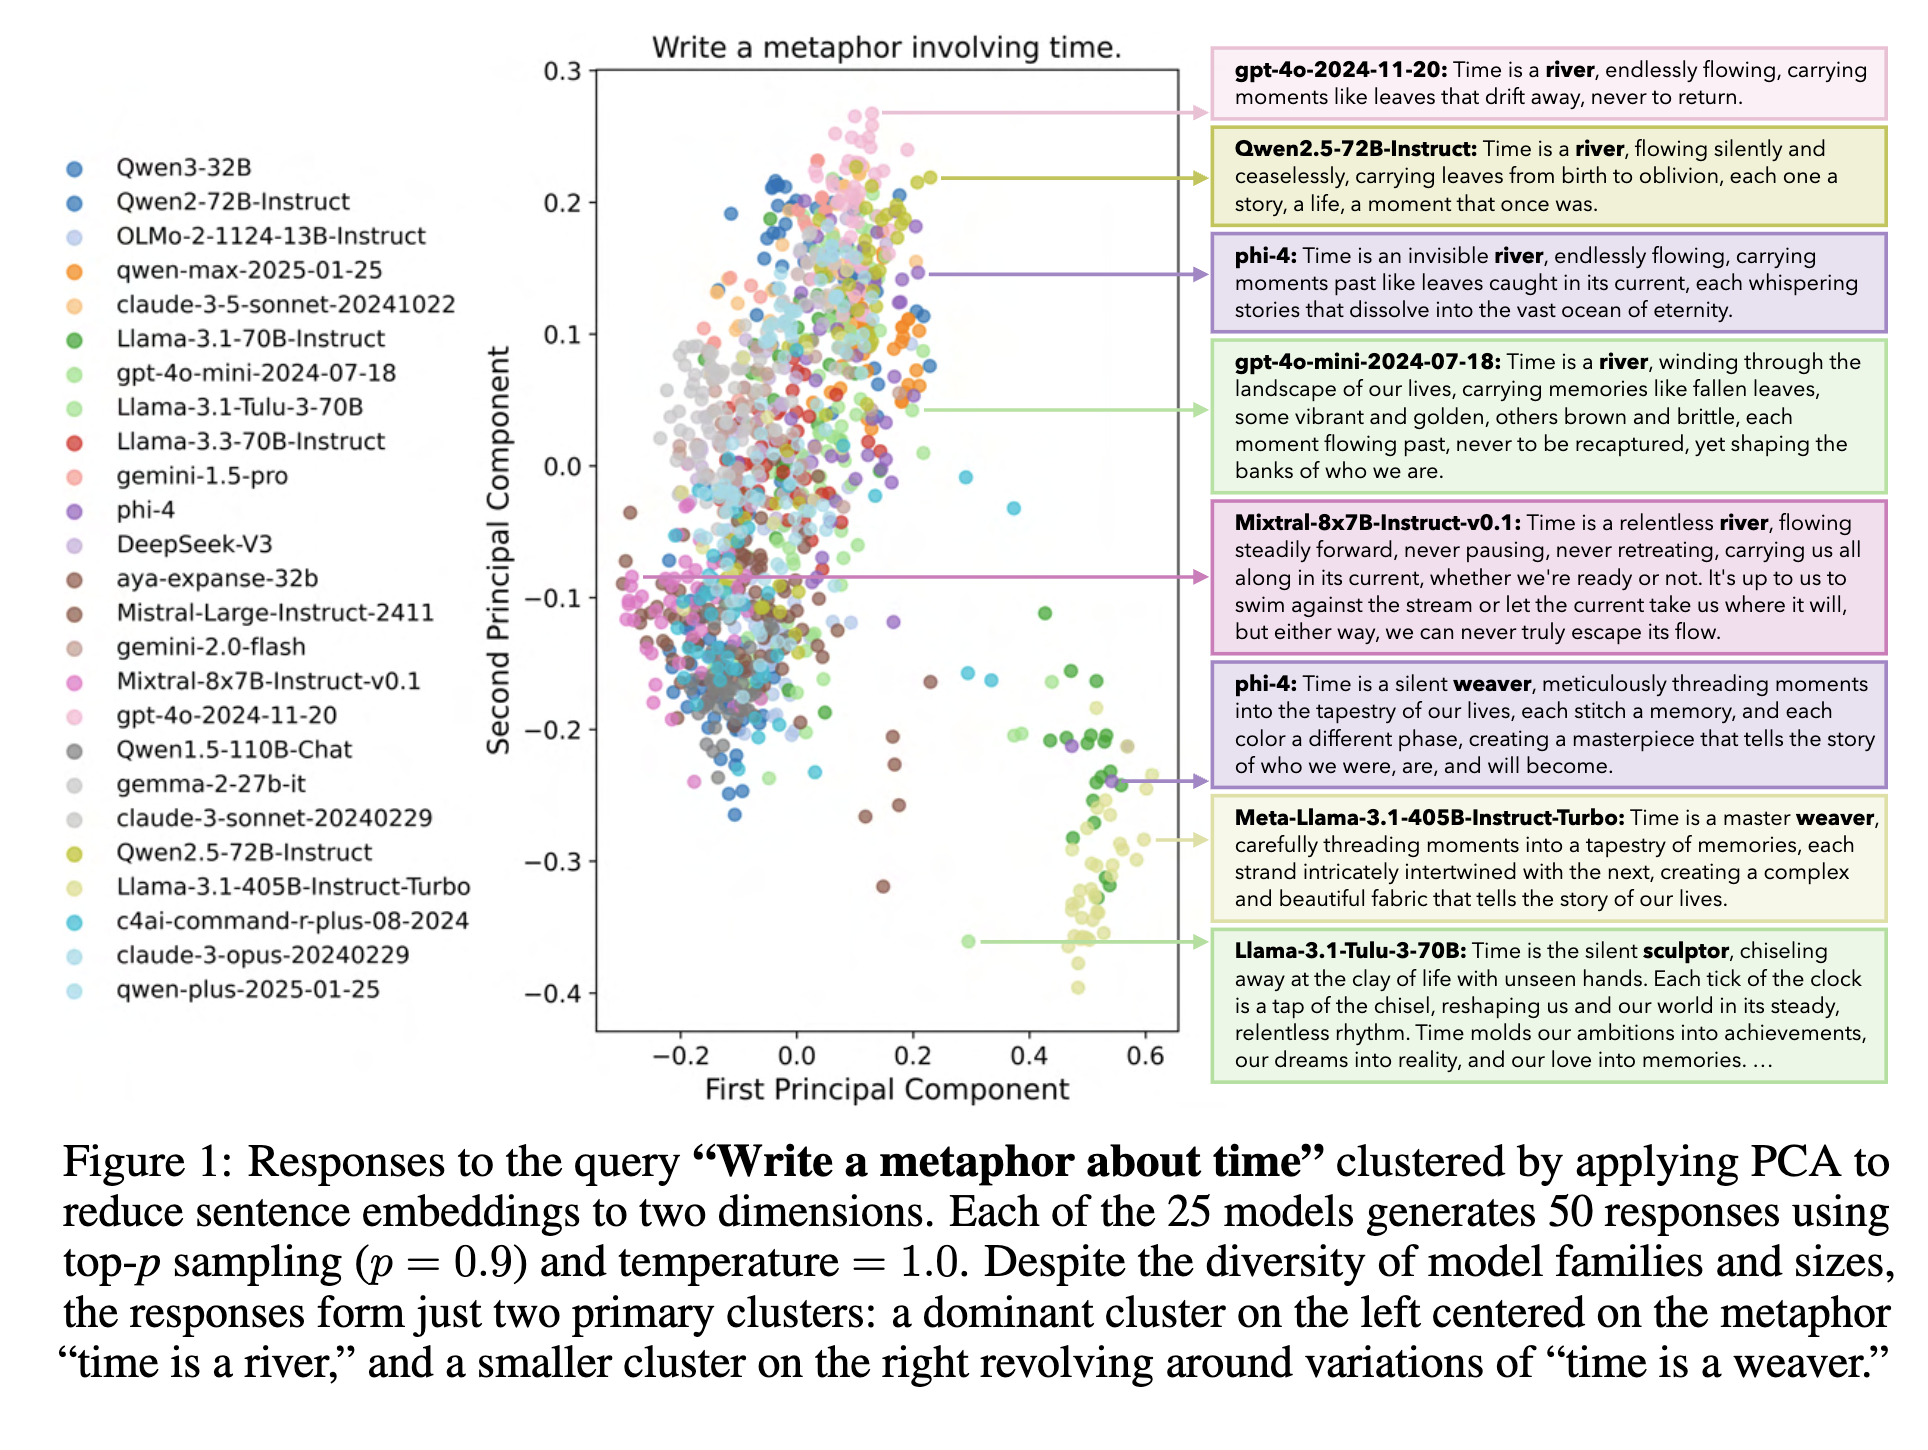 Write a metaphor involving time.
Qwen3-32B
Qwen2-72B-Instruct
OLMo-2-1124-13B-Instruct
qwen-max-2025-01-25
claude-3-5-sonnet-20241022
Llama-3.1-70B-Instruct
gpt-4o-mini-2024-07-18
Llama-3.1-Tulu-3-70B
Llama-3.3-70B-Instruct
gemini-1.5-pro
phi-4
DeepSeek-V3
aya-expanse-32b
Mistral-Large-Instruct-2411
gemini-2.0-flash
Mixtral-8x7B-Instruct-v0.1
gpt-4o-2024-11-20
Qwen1.5-110B-Chat
gemma-2-27b-it
claude-3-sonnet-20240229
Qwen2.5-72B-Instruct
Llama-3.1-405B-Instruct-Turbo
c4ai-command-r-plus-08-2024
claude-3-opus-20240229
qwen-plus-2025-01-25
Second Principal Component
0.3
0.2
0.1
0.0
−0.1
−0.2
−0.3
−0.4
−0.2
0.0
0.2
0.4
0.6
First Principal Component
gpt-4o-2024-11-20: Time is a river, endlessly flowing, carrying
moments like leaves that drift away, never to return.
Qwen2.5-72B-Instruct: Time is a river, flowing silently and
ceaselessly, carrying leaves from birth to oblivion, each one a
story, a life, a moment that once was.
phi-4: Time is an invisible river, endlessly flowing, carrying
moments past like leaves caught in its current, each whispering
stories that dissolve into the vast ocean of eternity.
gpt-4o-mini-2024-07-18: Time is a river, winding through the
landscape of our lives, carrying memories like fallen leaves,
some vibrant and golden, others brown and brittle, each
moment flowing past, never to be recaptured, yet shaping the
banks of who we are.
Mixtral-8x7B-Instruct-v0.1: Time is a relentless river, flowing
steadily forward, never pausing, never retreating, carrying us all
along in its current, whether we're ready or not. It's up to us to
swim against the stream or let the current take us where it will,
but either way, we can never truly escape its flow.
phi-4: Time is a silent weaver, meticulously threading moments
into the tapestry of our lives, each stitch a memory, and each
color a different phase, creating a masterpiece that tells the story
of who we were, are, and will become.
Meta-Llama-3.1-405B-Instruct-Turbo: Time is a master weaver,
carefully threading moments into a tapestry of memories, each
strand intricately intertwined with the next, creating a complex
and beautiful fabric that tells the story of our lives.
Llama-3.1-Tulu-3-70B: Time is the silent sculptor, chiseling
away at the clay of life with unseen hands. Each tick of the clock
is a tap of the chisel, reshaping us and our world in its steady,
relentless rhythm. Time molds our ambitions into achievements,
our dreams into reality, and our love into memories. …
Figure 1: Responses to the query “Write a metaphor about time” clustered by applying PCA to
reduce sentence embeddings to two dimensions. Each of the 25 models generates 50 responses using
top-p sampling (p = 0.9) and temperature = 1.0. Despite the diversity of model families and sizes,
the responses form just two primary clusters: a dominant cluster on the left centered on the metaphor
“time is a river,” and a smaller cluster on the right revolving around variations of “time is a weaver.”